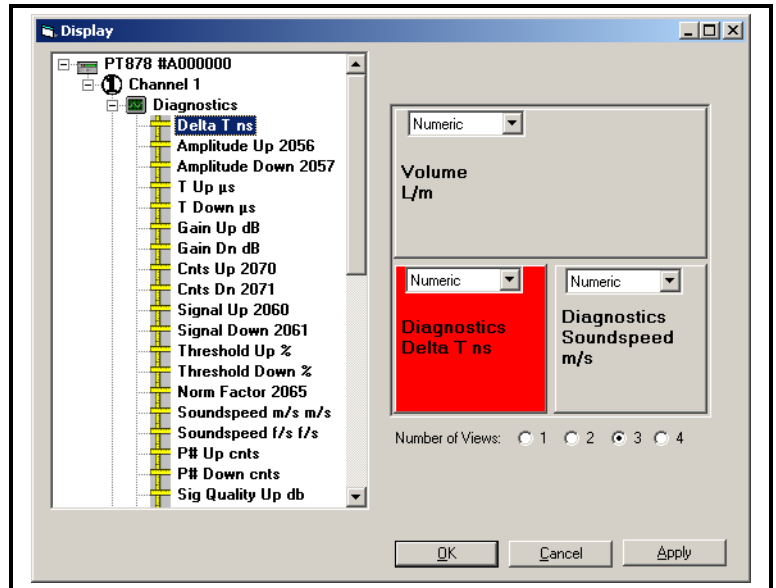 Display
PT878 #A000000
1 Channel 1
Diagnostics
Delta T ns
Amplitude Up 2056
Amplitude Down 2057
T Up µs
T Down µs
Gain Up dB
Gain Dn dB
Cnts Up 2070
Cnts Dn 2071
Signal Up 2060
Signal Down 2061
Threshold Up %
Threshold Down %
Norm Factor 2065
Soundspeed m/s m/s
Soundspeed f/s f/s
P# Up cnts
P# Down cnts
Sig Quality Up db
Numeric
Volume
L/m
Numeric
Diagnostics
Delta T ns
Numeric
Diagnostics
Soundspeed
m/s
Number of Views: 1 2 3 4
OK Cancel Apply